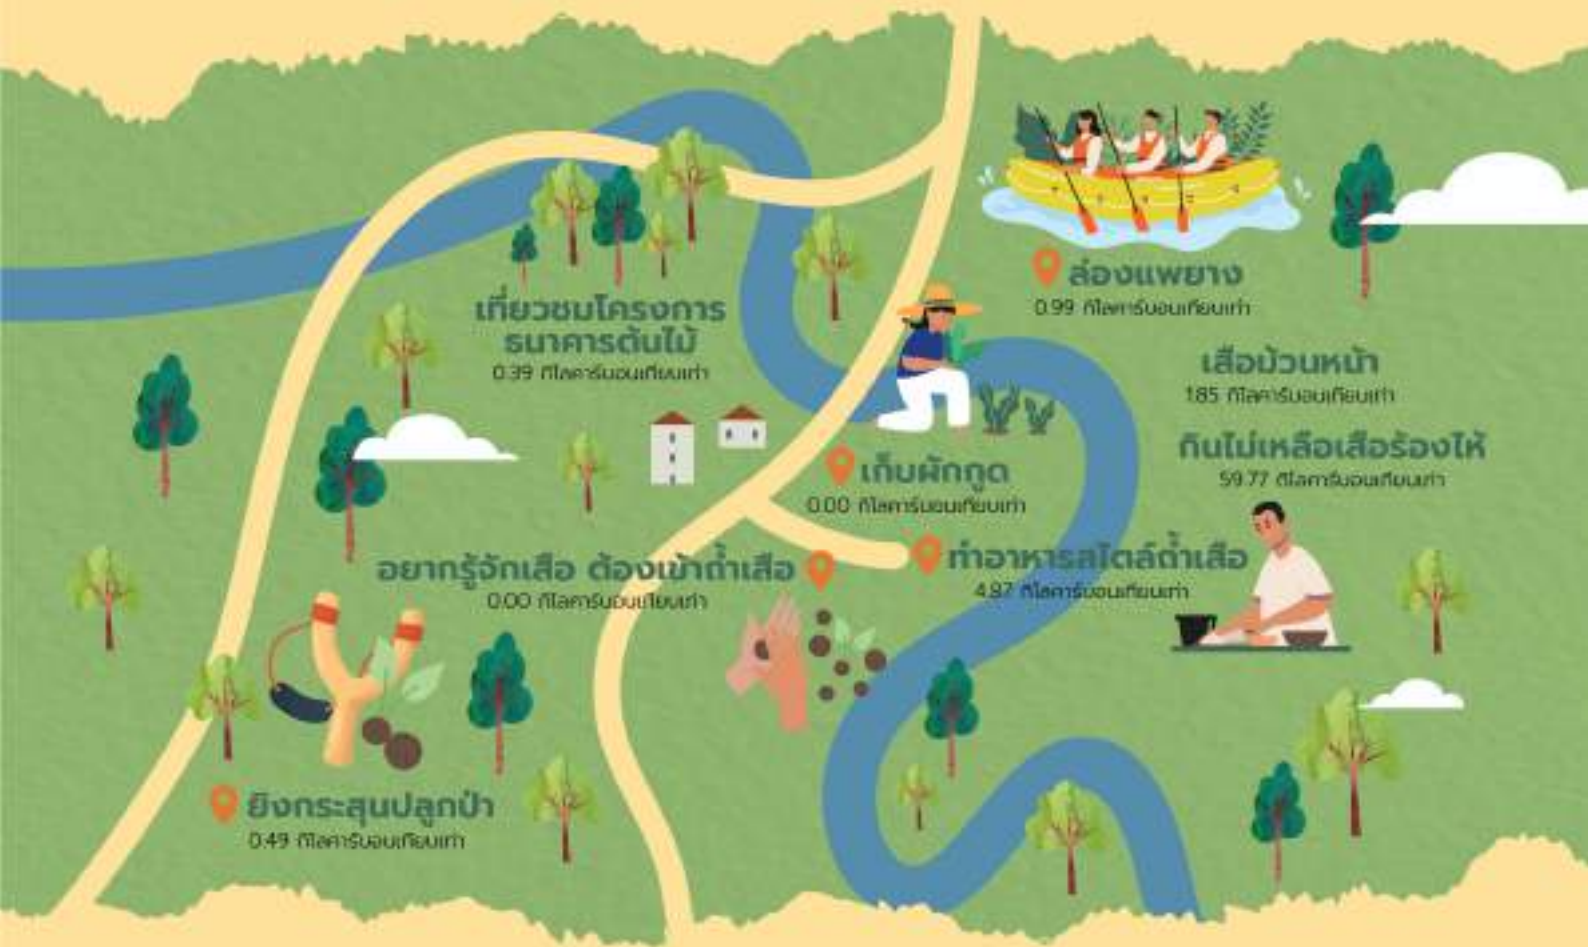 ล่องแพยาง
0.99 กิโลคาร์บอนเทียบเท่า
เที่ยวชมโครงการ
ธนาคารต้นไม้
0.39 กิโลคาร์บอนเทียบเท่า
เสือม้วนหน้า
1.85 กิโลคาร์บอนเทียบเท่า
กินไม่เหลือเสือร้องไห้
59.77 กิโลคาร์บอนเทียบเท่า
เก็บผักกูด
0.00 กิโลคาร์บอนเทียบเท่า
ทำอาหารสไตล์ถ้ำเสือ
4.87 กิโลคาร์บอนเทียบเท่า
อยากรู้จักเสือ ต้องเข้าถ้ำเสือ
0.00 กิโลคาร์บอนเทียบเท่า
ยิงกระสุนปลูกป่า
0.49 กิโลคาร์บอนเทียบเท่า